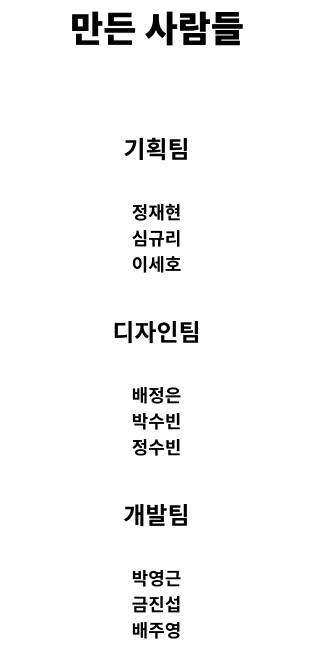 만든 사람들
기획팀
정재현
심규리
이세호
디자인팀
배정은
박수빈
정수빈
개발팀
박영근
금진섭
배주영